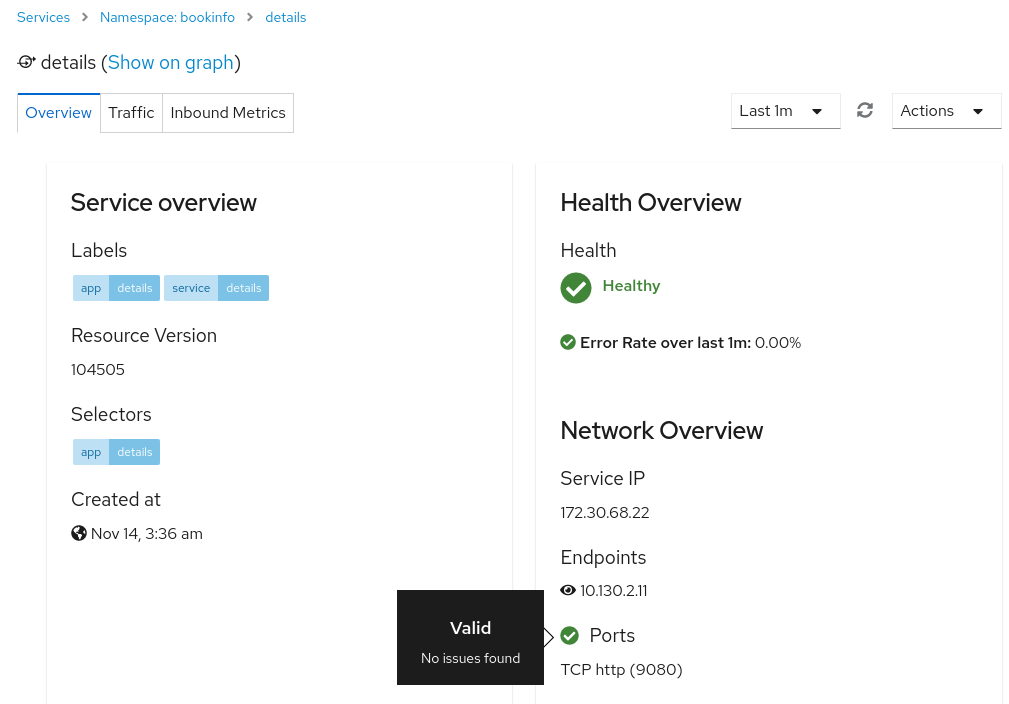 Services > Namespace: bookinfo > details
details (Show on graph)
Overview Traffic Inbound Metrics
Last 1m Actions
Service overview
Labels
app details service details
Resource Version
104505
Selectors
app details
Created at
Nov 14, 3:36 am
Health Overview
Health
Healthy
Error Rate over last 1m: 0.00%
Network Overview
Service IP
172.30.68.22
Endpoints
10.130.2.11
Valid
No issues found
Ports
TCP http (9080)